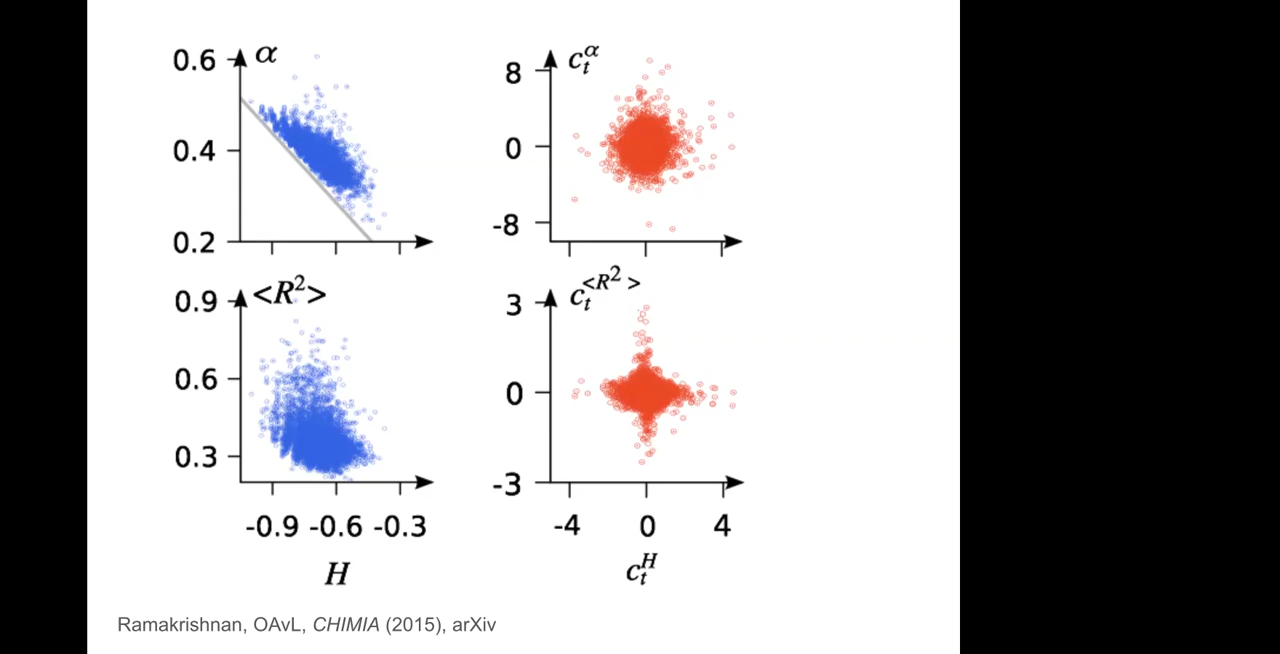 0.6 α
0.4
0.2
8 c_t^α
0
-8
0.9 <R²>
0.6
0.3
-0.9 -0.6 -0.3
H
3 c_t^{<R²>}
0
-3
-4 0 4
c_t^H
Ramakrishnan, OAvL, CHIMIA (2015), arXiv